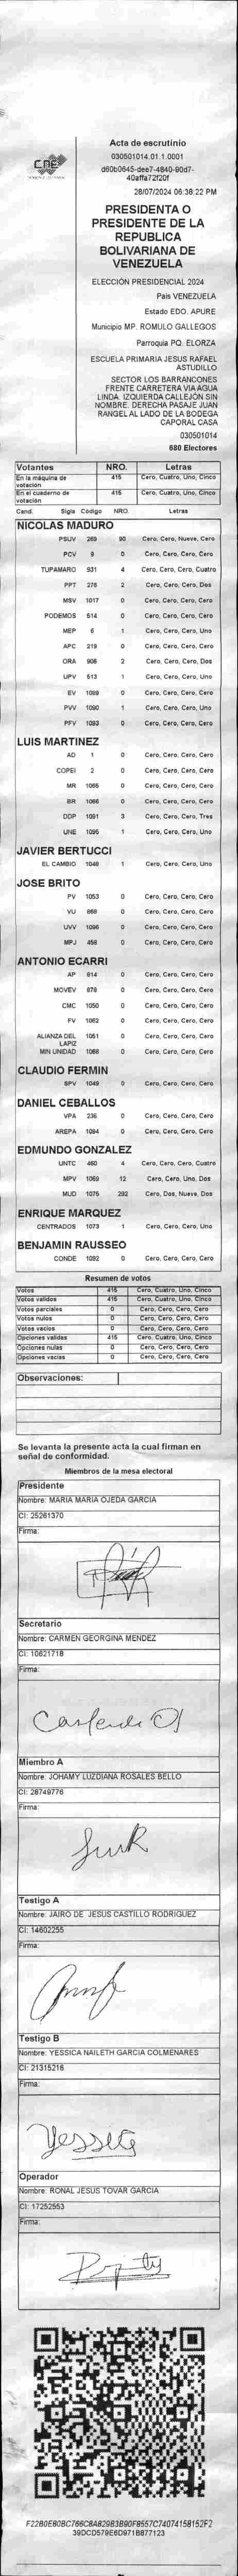 CNE
Acta de escrutinio
030501014.01.1.0001
d60b0645-dee7-4840-90d7-
40affa72f20f
28/07/2024 06:38:22 PM
PRESIDENTA O
PRESIDENTE DE LA
REPUBLICA
BOLIVARIANA DE
VENEZUELA
ELECCIÓN PRESIDENCIAL 2024
País VENEZUELA
Estado EDO. APURE
Municipio MP. ROMULO GALLEGOS
Parroquia PQ. ELORZA
ESCUELA PRIMARIA JESUS RAFAEL
ASTUDILLO
SECTOR LOS BARRANCONES
FRENTE CARRETERA VIA AGUA
LINDA. IZQUIERDA CALLEJÓN SIN
NOMBRE. DERECHA PASAJE JUAN
RANGEL AL LADO DE LA BODEGA
CAPORAL CASA
030501014
680 Electores
Votantes NRO. Letras
En la máquina de votación 415 Cero, Cuatro, Uno, Cinco
En el cuaderno de votación 415 Cero, Cuatro, Uno, Cinco
Cand. Sigla Código NRO. Letras
NICOLAS MADURO
PSUV 289 90 Cero, Cero, Nueve, Cero
PCV 9 0 Cero, Cero, Cero, Cero
TUPAMARO 931 4 Cero, Cero, Cero, Cuatro
PPT 276 2 Cero, Cero, Cero, Dos
MSV 1017 0 Cero, Cero, Cero, Cero
PODEMOS 514 0 Cero, Cero, Cero, Cero
MEP 6 1 Cero, Cero, Cero, Uno
APC 219 0 Cero, Cero, Cero, Cero
ORA 906 2 Cero, Cero, Cero, Dos
UPV 613 1 Cero, Cero, Cero, Uno
EV 1089 0 Cero, Cero, Cero, Cero
PVV 1090 1 Cero, Cero, Cero, Uno
PFV 1093 0 Cero, Cero, Cero, Cero
LUIS MARTINEZ
AD 1 0 Cero, Cero, Cero, Cero
COPEI 2 0 Cero, Cero, Cero, Cero
MR 1065 0 Cero, Cero, Cero, Cero
BR 1066 0 Cero, Cero, Cero, Cero
DDP 1091 3 Cero, Cero, Cero, Tres
UNE 1095 1 Cero, Cero, Cero, Uno
JAVIER BERTUCCI
EL CAMBIO 1048 1 Cero, Cero, Cero, Uno
JOSE BRITO
PV 1053 0 Cero, Cero, Cero, Cero
VU 868 0 Cero, Cero, Cero, Cero
UVV 1096 0 Cero, Cero, Cero, Cero
MPJ 458 0 Cero, Cero, Cero, Cero
ANTONIO ECARRI
AP 814 0 Cero, Cero, Cero, Cero
MOVEV 979 0 Cero, Cero, Cero, Cero
CMC 1050 0 Cero, Cero, Cero, Cero
FV 1062 0 Cero, Cero, Cero, Cero
ALIANZA DEL LAPIZ 1051 0 Cero, Cero, Cero, Cero
MIN UNIDAD 1068 0 Cero, Cero, Cero, Cero
CLAUDIO FERMIN
SPV 1049 0 Cero, Cero, Cero, Cero
DANIEL CEBALLOS
VPA 236 0 Cero, Cero, Cero, Cero
AREPA 1094 0 Cero, Cero, Cero, Cero
EDMUNDO GONZALEZ
UNTC 460 4 Cero, Cero, Cero, Cuatro
MPV 1069 12 Cero, Cero, Uno, Dos
MUD 1075 292 Cero, Dos, Nueve, Dos
ENRIQUE MARQUEZ
CENTRADOS 1073 1 Cero, Cero, Cero, Uno
BENJAMIN RAUSSEO
CONDE 1092 0 Cero, Cero, Cero, Cero
Resumen de votos
Votos 415 Cero, Cuatro, Uno, Cinco
Votos validos 415 Cero, Cuatro, Uno, Cinco
Votos parciales 0 Cero, Cero, Cero, Cero
Votos nulos 0 Cero, Cero, Cero, Cero
Votos vacios 0 Cero, Cero, Cero, Cero
Opciones validas 415 Cero, Cuatro, Uno, Cinco
Opciones nulas 0 Cero, Cero, Cero, Cero
Opciones vacias 0 Cero, Cero, Cero, Cero
Observaciones:
Se levanta la presente acta la cual firman en
señal de conformidad.
Miembros de la mesa electoral
Presidente
Nombre: MARIA MARIA OJEDA GARCIA
CI: 25261370
Firma:
Secretario
Nombre: CARMEN GEORGINA MENDEZ
CI: 10621718
Firma:
Miembro A
Nombre: JOHAMY LUZDIANA ROSALES BELLO
CI: 28749776
Firma:
Testigo A
Nombre: JAIRO DE JESUS CASTILLO RODRIGUEZ
CI: 14602255
Firma:
Testigo B
Nombre: YESSICA NAILETH GARCIA COLMENARES
CI: 21315216
Firma:
Yessica
Operador
Nombre: RONAL JESUS TOVAR GARCIA
CI: 17252553
Firma:
F22B0E80BC766C8A829B3B90F8557C74074158152F2
39DCD579E6D971B877123